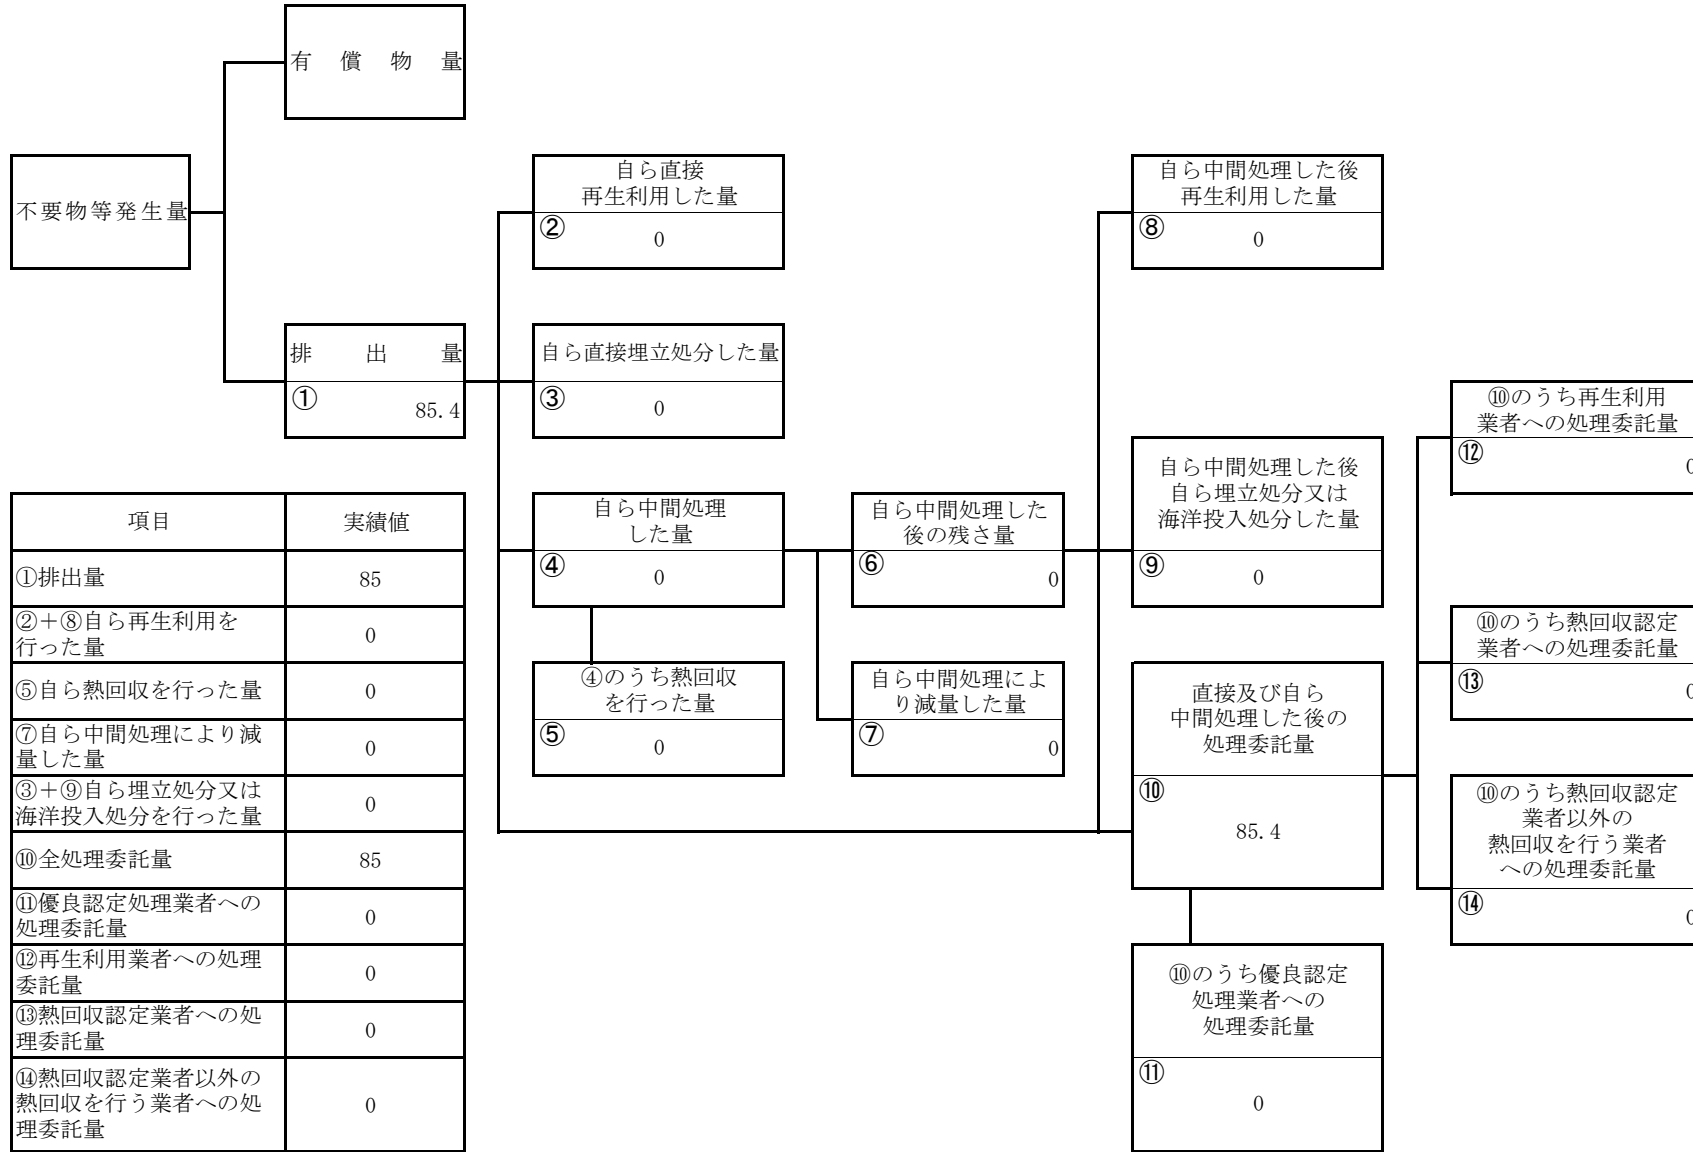 有償物量
不要物等発生量
排出量
①
85.4
自ら直接
再生利用した量
②
0
自ら直接埋立処分した量
③
0
自ら中間処理
した量
④
0
④のうち熱回収
を行った量
⑤
0
自ら中間処理した
後の残さ量
⑥
0
自ら中間処理によ
り減量した量
⑦
0
自ら中間処理した後
再生利用した量
⑧
0
自ら中間処理した後
自ら埋立処分又は
海洋投入処分した量
⑨
0
直接及び自ら
中間処理した後の
処理委託量
⑩
85.4
⑩のうち優良認定
処理業者への
処理委託量
⑪
0
⑩のうち再生利用
業者への処理委託量
⑫
0
⑩のうち熱回収認定
業者への処理委託量
⑬
0
⑩のうち熱回収認定
業者以外の
熱回収を行う業者
への処理委託量
⑭
0
項目 実績値
①排出量 85
②＋⑧自ら再生利用を
行った量 0
⑤自ら熱回収を行った量 0
⑦自ら中間処理により減
量した量 0
③＋⑨自ら埋立処分又は
海洋投入処分を行った量 0
⑩全処理委託量 85
⑪優良認定処理業者への
処理委託量 0
⑫再生利用業者への処理
委託量 0
⑬熱回収認定業者への処
理委託量 0
⑭熱回収認定業者以外の
熱回収を行う業者への処
理委託量 0